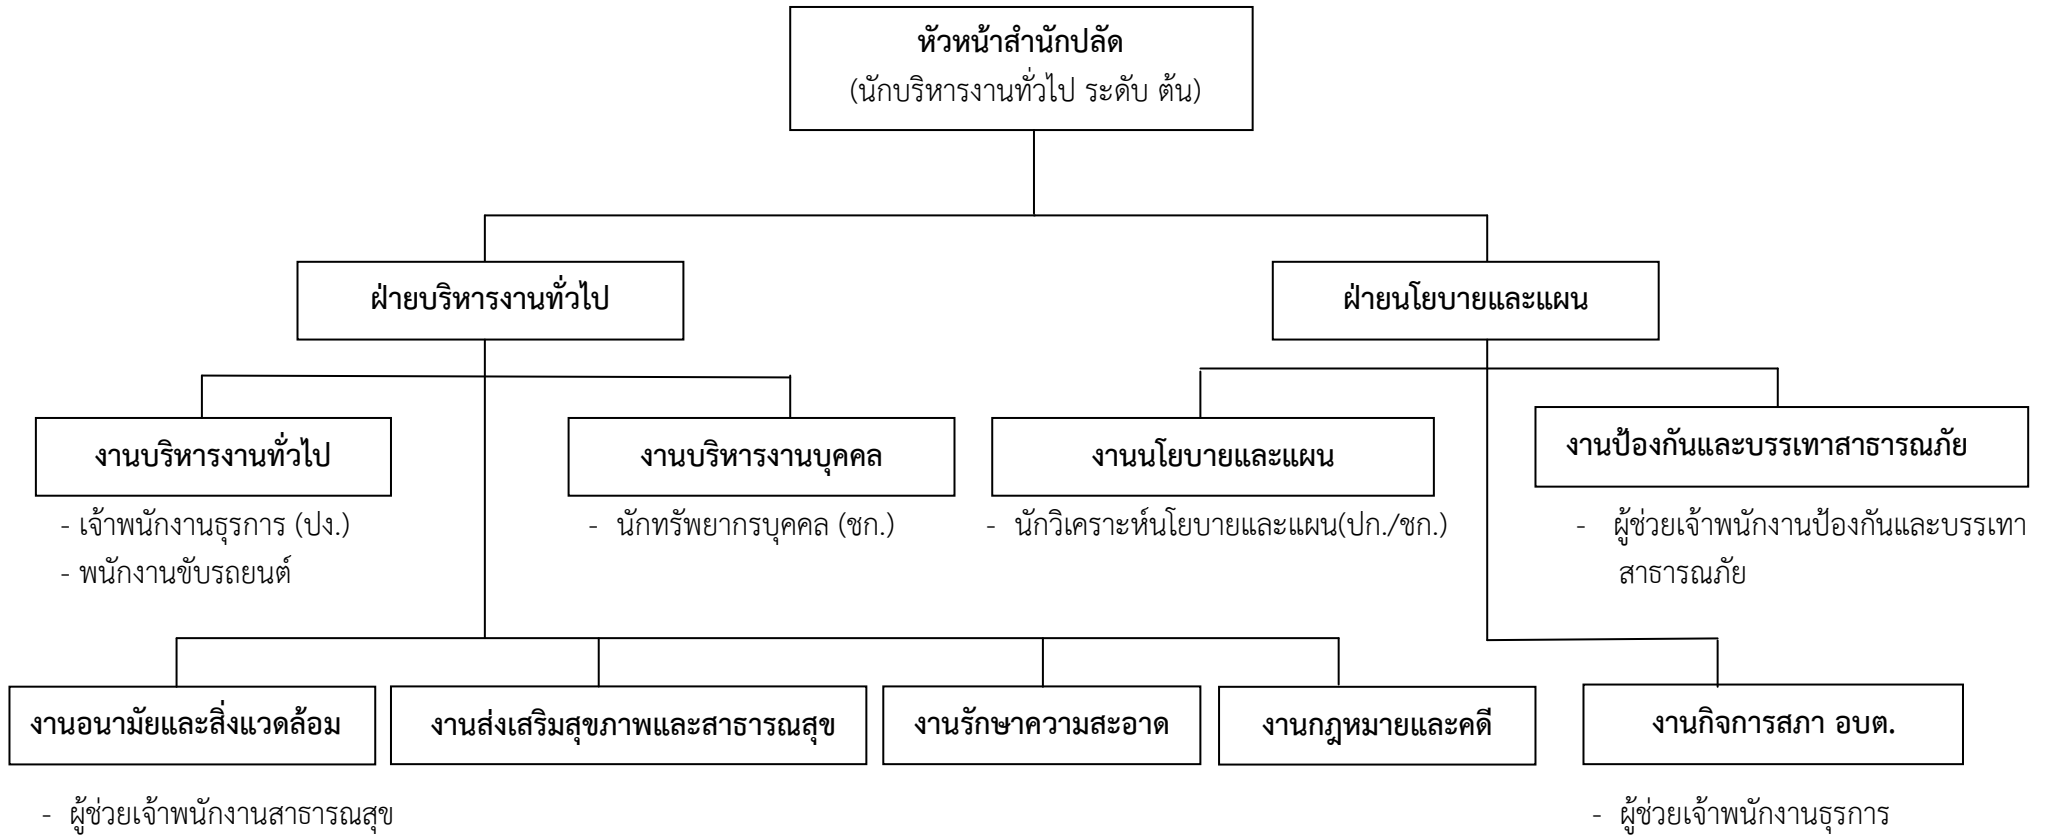 หัวหน้าสำนักปลัด
(นักบริหารงานทั่วไป ระดับ ต้น)
ฝ่ายบริหารงานทั่วไป
ฝ่ายนโยบายและแผน
งานบริหารงานทั่วไป
- เจ้าพนักงานธุรการ (ปง.)
- พนักงานขับรถยนต์
งานบริหารงานบุคคล
- นักทรัพยากรบุคคล (ชก.)
งานนโยบายและแผน
- นักวิเคราะห์นโยบายและแผน(ปก./ชก.)
งานป้องกันและบรรเทาสาธารณภัย
- ผู้ช่วยเจ้าพนักงานป้องกันและบรรเทา
สาธารณภัย
งานอนามัยและสิ่งแวดล้อม
- ผู้ช่วยเจ้าพนักงานสาธารณสุข
งานส่งเสริมสุขภาพและสาธารณสุข
งานรักษาความสะอาด
งานกฎหมายและคดี
งานกิจการสภา อบต.
- ผู้ช่วยเจ้าพนักงานธุรการ